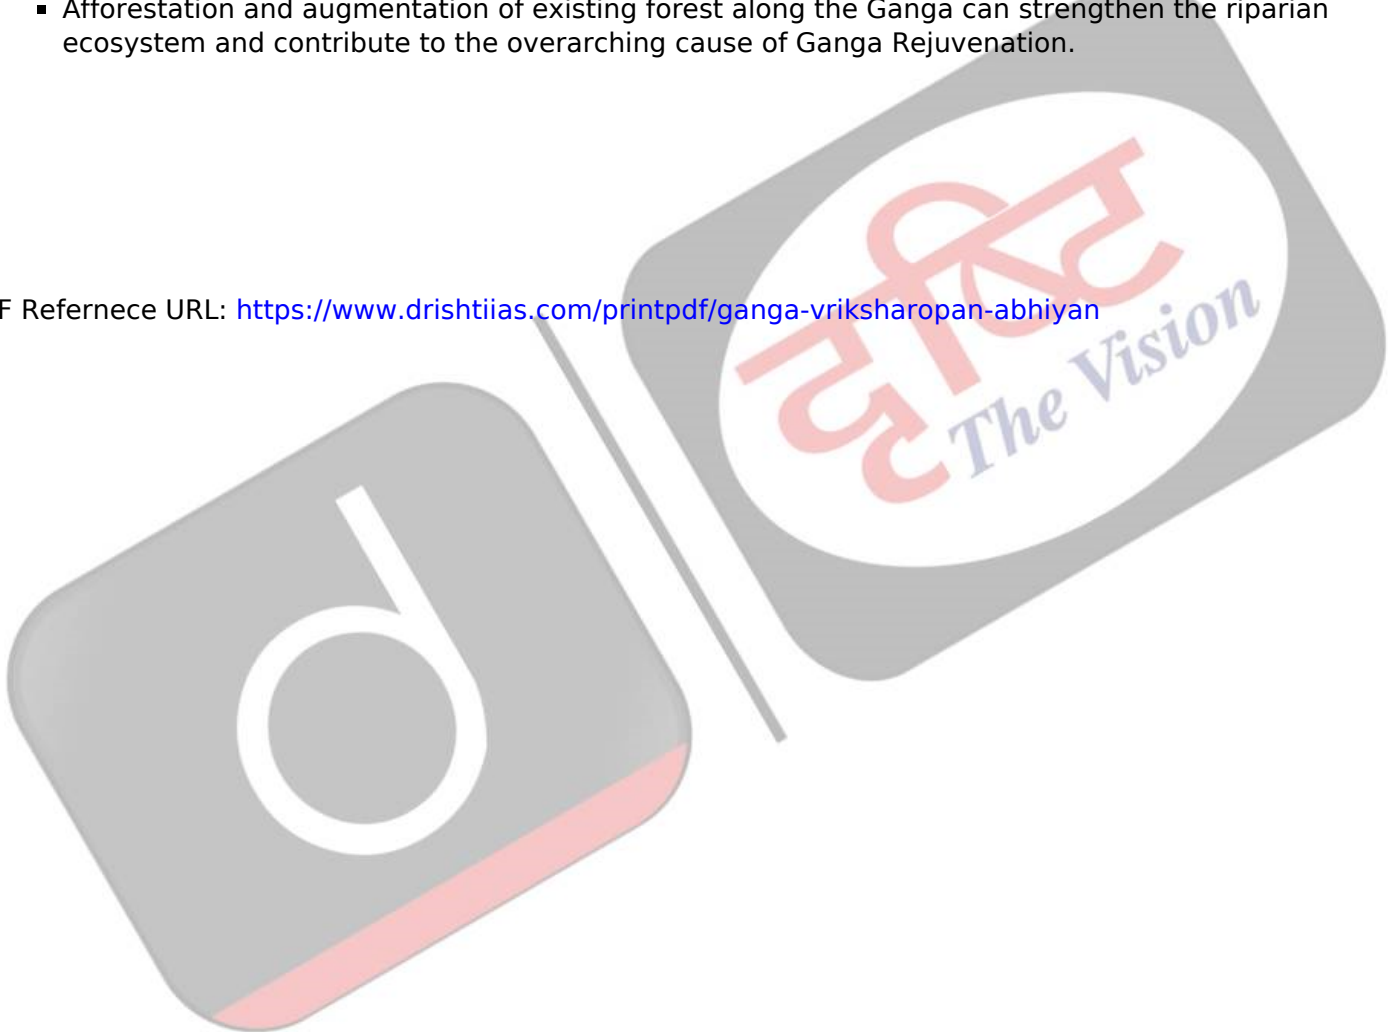 ▪ Afforestation and augmentation of existing forest along the Ganga can strengthen the riparian
ecosystem and contribute to the overarching cause of Ganga Rejuvenation.
F Refernece URL: https://www.drishtiias.com/printpdf/ganga-vriksharopan-abhiyan
दृष्टि
The Vision
d